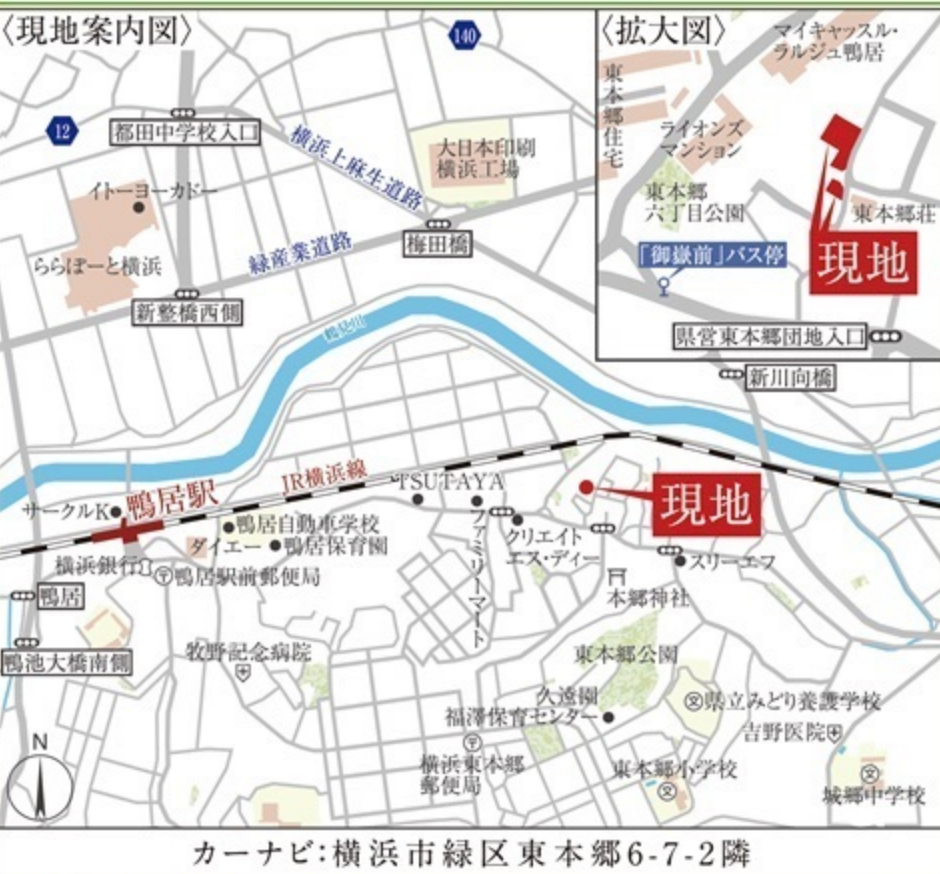 〈現地案内図〉
140
12
都田中学校入口
横浜上麻生道路
大日本印刷
横浜工場
イトーヨーカドー
梅田橋
緑産業道路
ららぽーと横浜
新整橋西側
鶴見川
〈拡大図〉
マイキャッスル・
ラルジュ鴨居
東本郷住宅
ライオンズ
マンション
東本郷
六丁目公園
東本郷荘
「御嶽前」バス停
現地
県営東本郷団地入口
新川向橋
JR横浜線
TSUTAYA
現地
サークルK
鴨居駅
鴨居自動車学校
ダイエー
鴨居保育園
ファミリーマート
クリエイト
エス・ディー
スリーエフ
横浜銀行
鴨居駅前郵便局
鴨居
本郷神社
鴨池大橋南側
牧野記念病院
東本郷公園
久遠園
福澤保育センター
県立みどり養護学校
吉野医院
N
横浜東本郷
郵便局
東本郷小学校
城郷中学校
カーナビ:横浜市緑区東本郷6-7-2隣